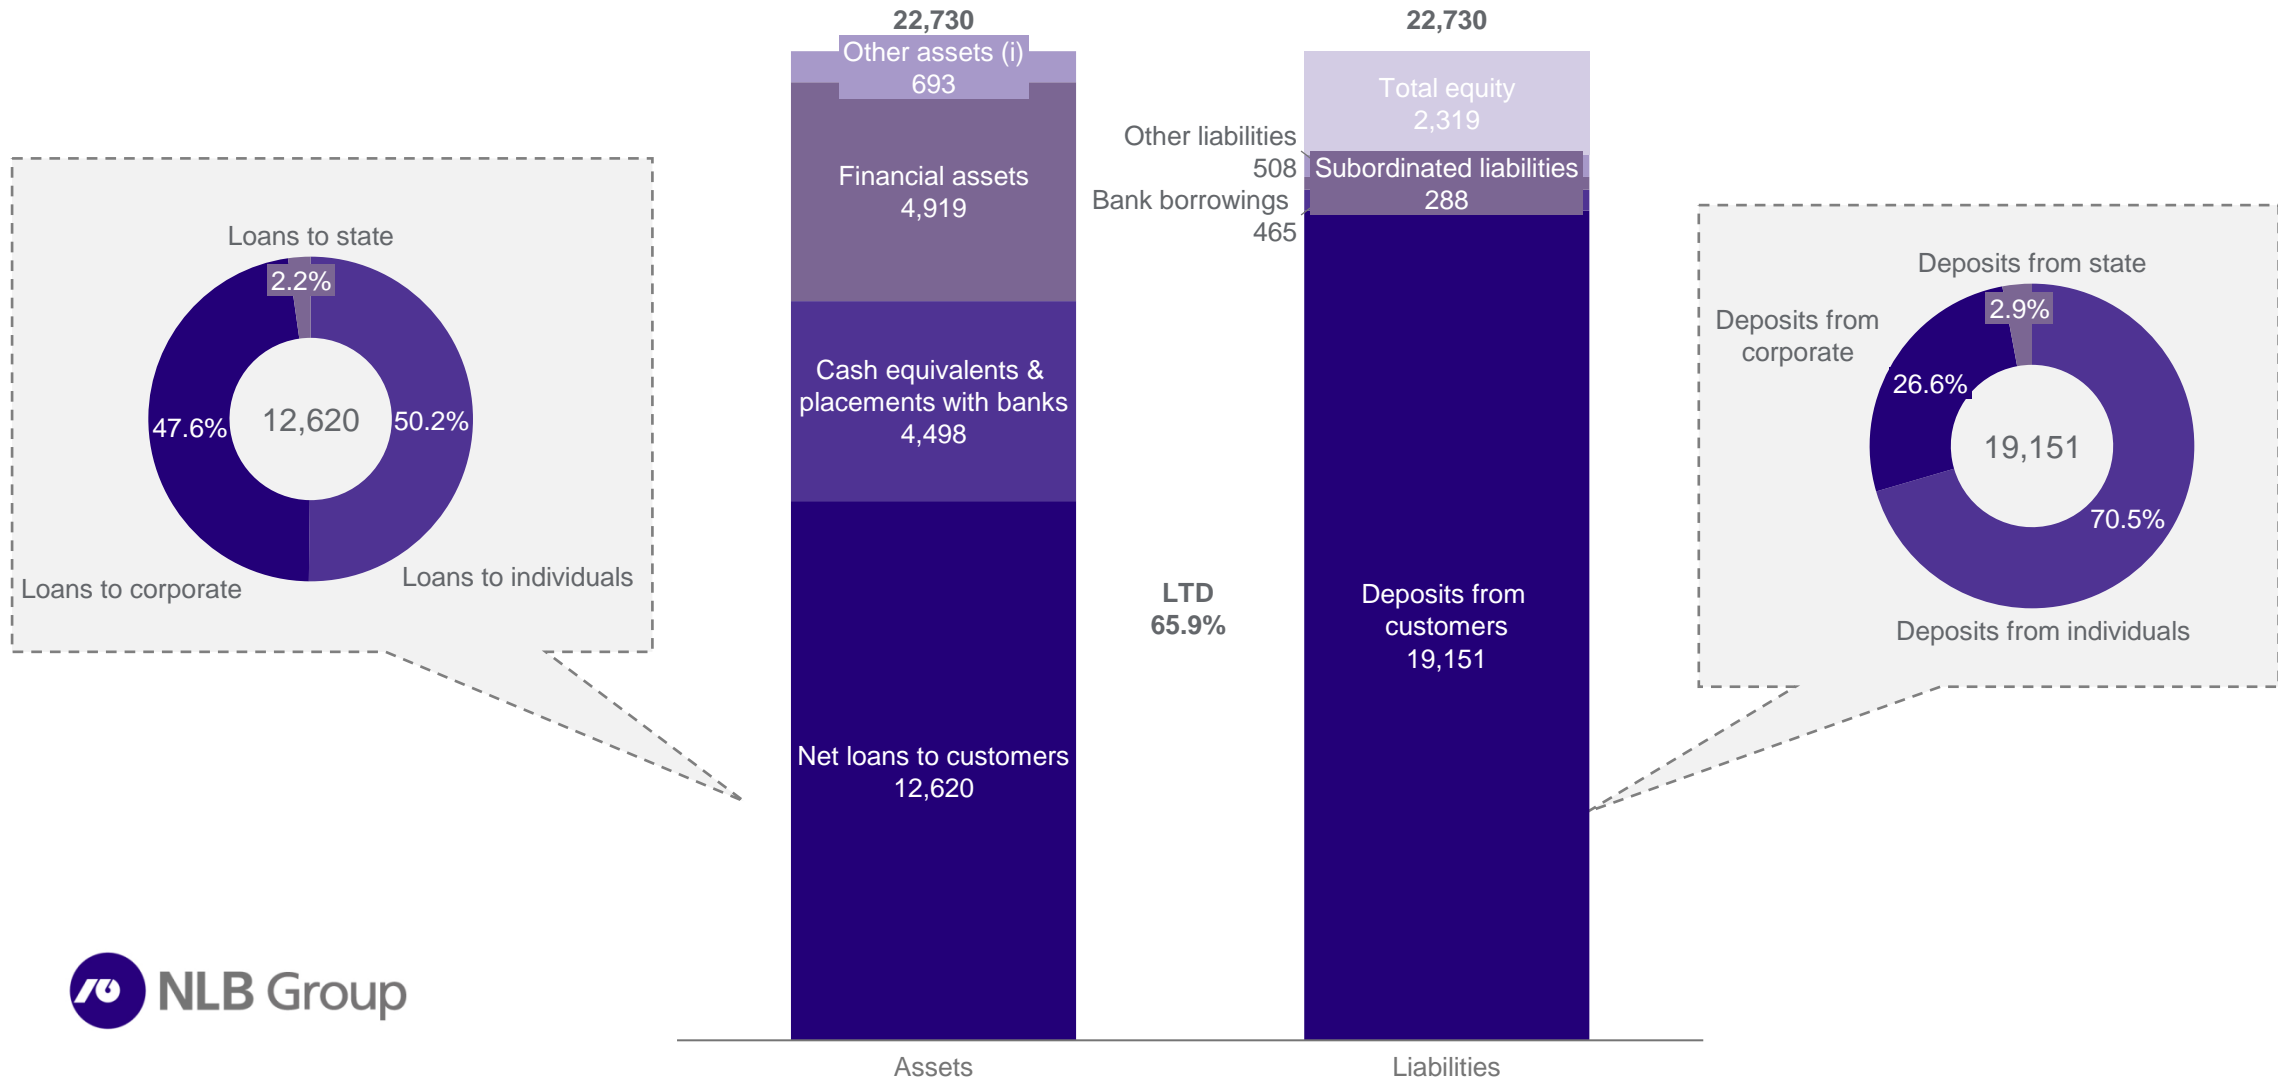 22,730
Other assets (i)
693
Financial assets
4,919
Cash equivalents &
placements with banks
4,498
Net loans to customers
12,620
Assets
Loans to state
2.2%
47.6%
12,620
50.2%
Loans to individuals
Loans to corporate
LTD
65.9%
22,730
Total equity
2,319
Other liabilities
508
Subordinated liabilities
288
Bank borrowings
465
Deposits from
customers
19,151
Liabilities
Deposits from state
2.9%
Deposits from
corporate
26.6%
19,151
70.5%
Deposits from individuals
NLB Group